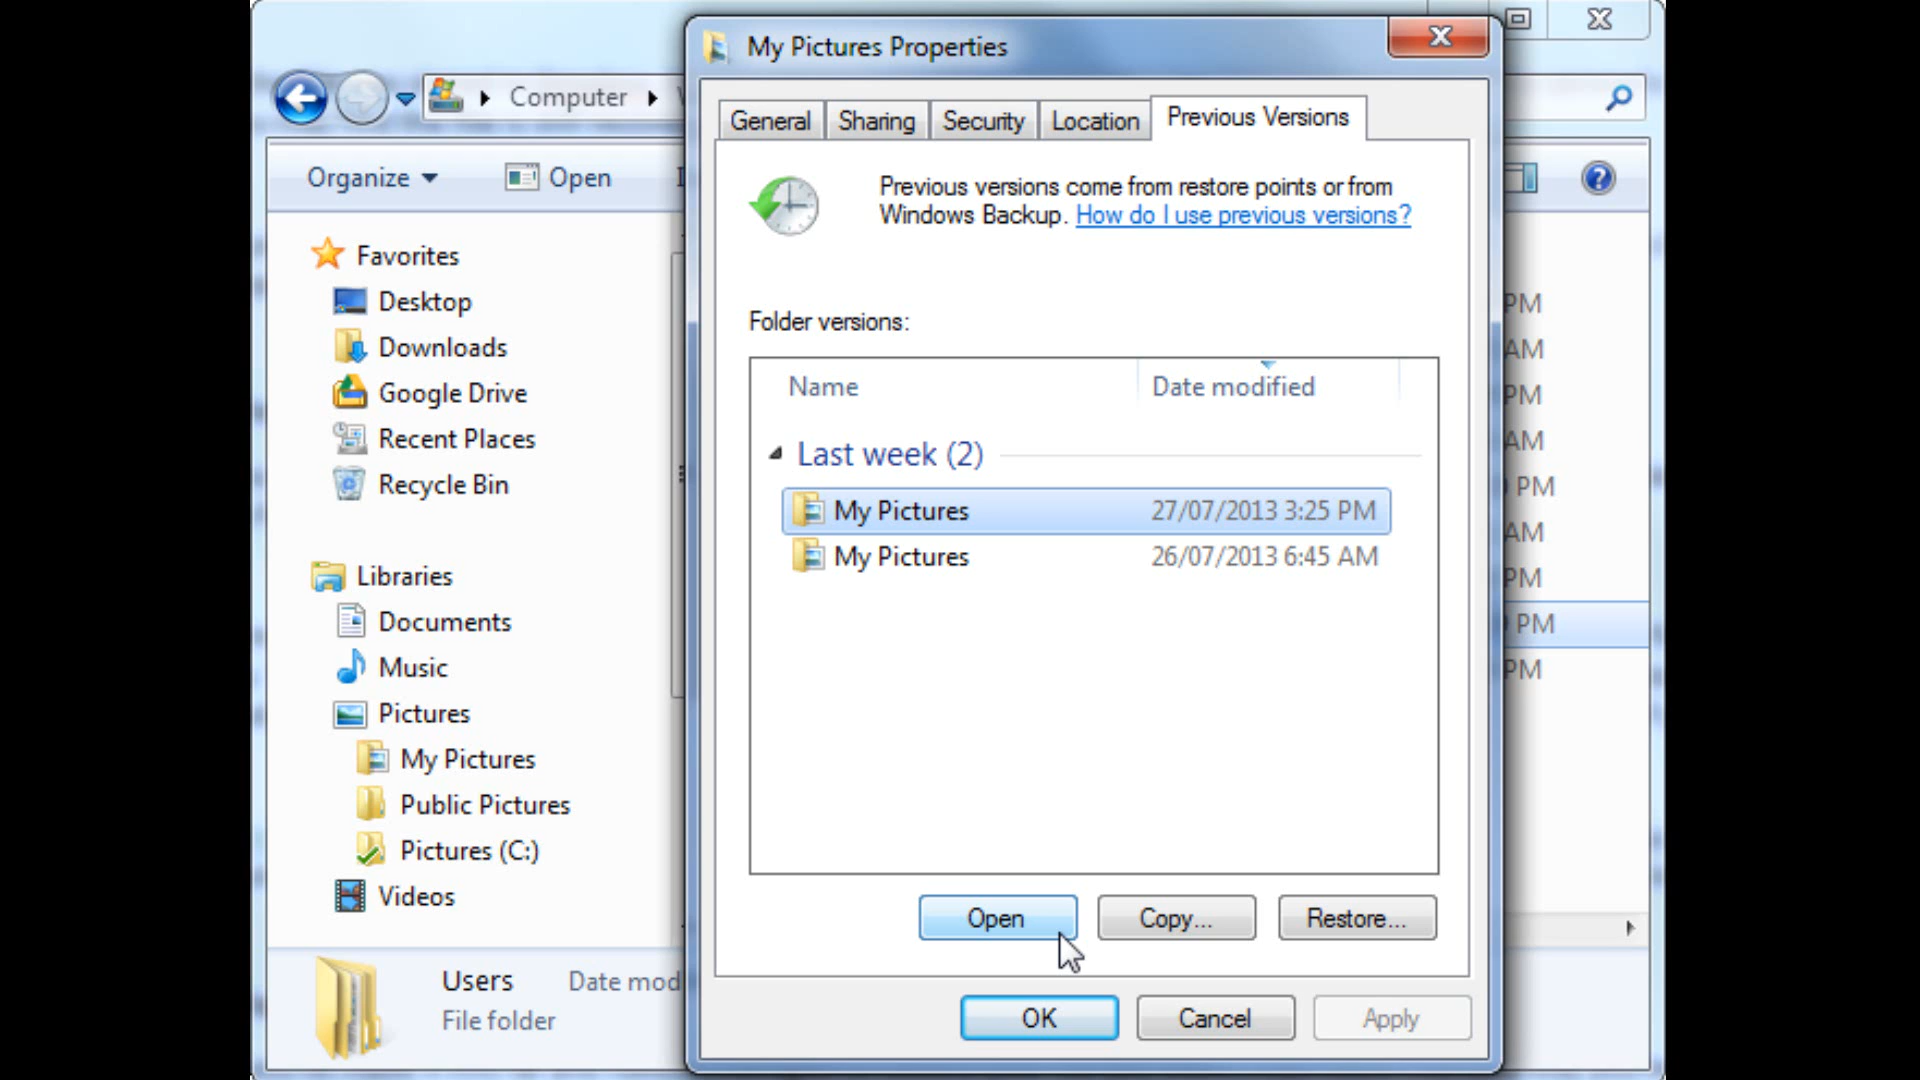 My Pictures Properties
Computer
General Sharing Security Location Previous Versions
Organize Open
Previous versions come from restore points or from
Windows Backup. How do I use previous versions?
Favorites
Desktop
Downloads
Google Drive
Recent Places
Recycle Bin
Libraries
Documents
Music
Pictures
My Pictures
Public Pictures
Pictures (C:)
Videos
Folder versions:
Name Date modified
Last week (2)
My Pictures 27/07/2013 3:25 PM
My Pictures 26/07/2013 6:45 AM
PM
AM
PM
AM
PM
AM
PM
PM
PM
Open Copy... Restore...
Users Date mod
File folder
OK Cancel Apply